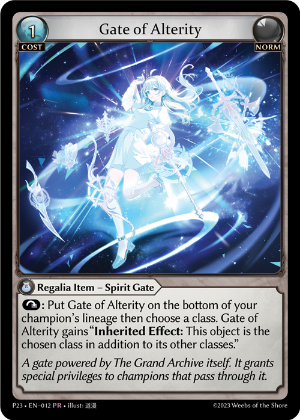 1
Gate of Alterity
COST
NORM
Regalia Item – Spirit Gate
: Put Gate of Alterity on the bottom of your
champion's lineage then choose a class. Gate of
Alterity gains "Inherited Effect: This object is the
chosen class in addition to its other classes."
A gate powered by The Grand Archive itself. It grants
special privileges to champions that pass through it.
P23 • EN-012 PR • illust:
©2023 Weebs of the Shore